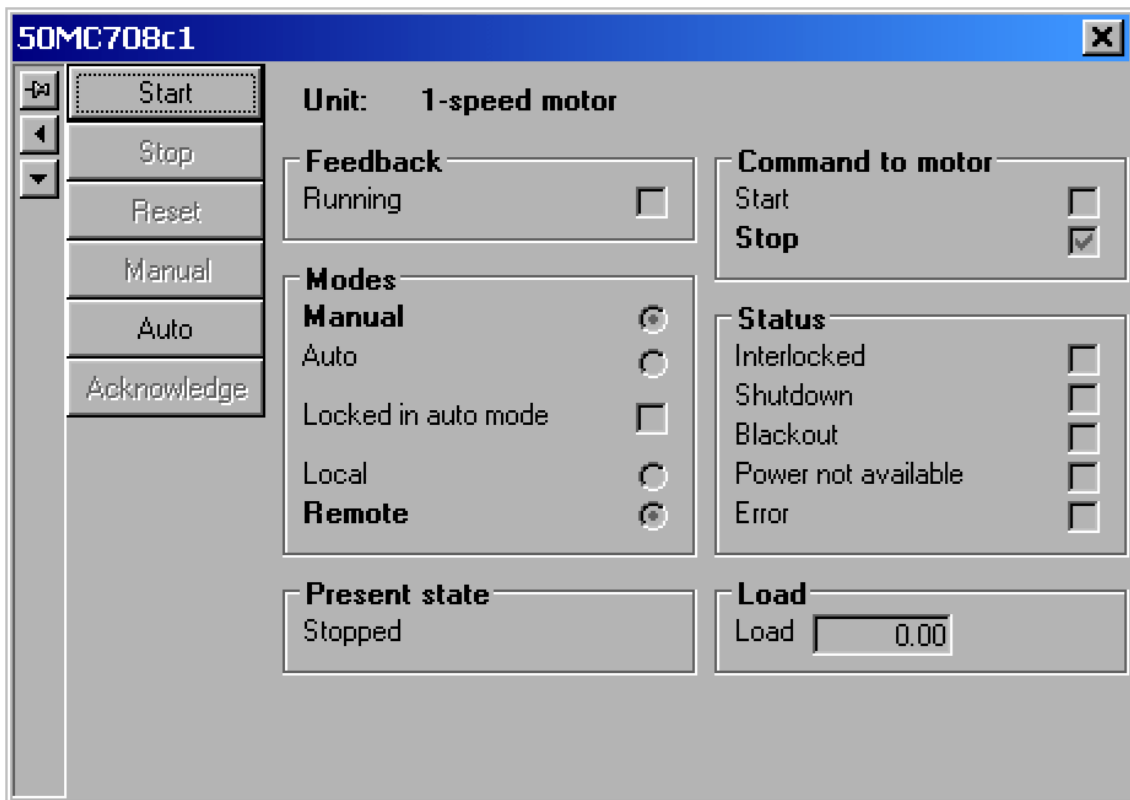 50MC708c1
Start
Stop
Reset
Manual
Auto
Acknowledge
Unit: 1-speed motor
Feedback
Running
Command to motor
Start
Stop
Modes
Manual
Auto
Locked in auto mode
Local
Remote
Status
Interlocked
Shutdown
Blackout
Power not available
Error
Present state
Stopped
Load
Load 0.00